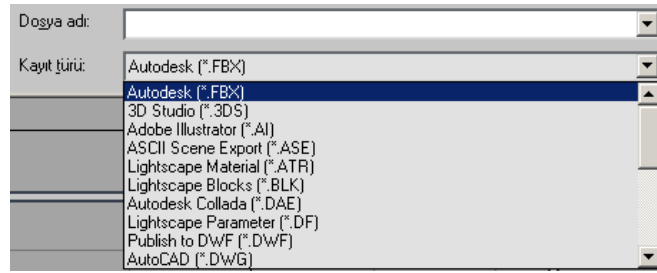 Dosya adı:
Kayıt türü: Autodesk (*.FBX)
Autodesk (*.FBX)
3D Studio (*.3DS)
Adobe Illustrator (*.AI)
ASCII Scene Export (*.ASE)
Lightscape Material (*.ATR)
Lightscape Blocks (*.BLK)
Autodesk Collada (*.DAE)
Lightscape Parameter (*.DF)
Publish to DWF (*.DWF)
AutoCAD (*.DWG)